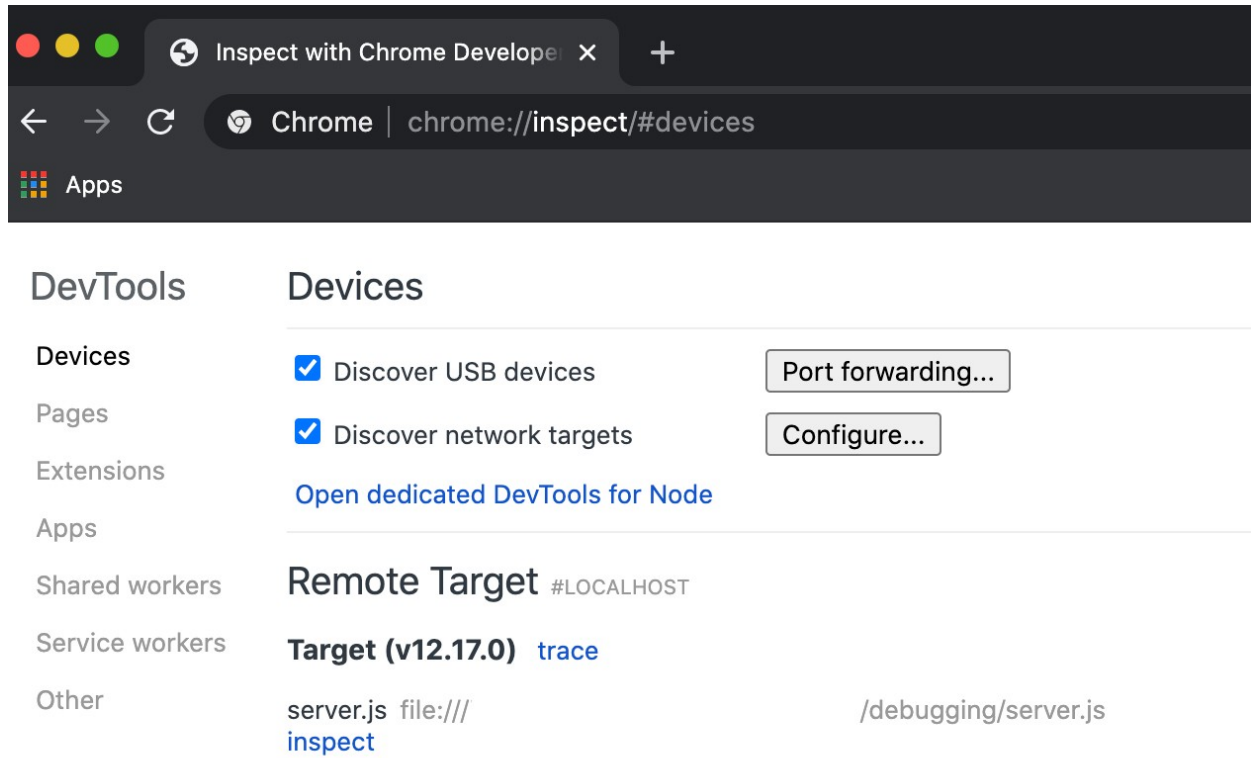 Inspect with Chrome Developer
Chrome chrome://inspect/#devices
Apps
DevTools
Devices
Pages
Extensions
Apps
Shared workers
Service workers
Other
Devices
Discover USB devices Port forwarding...
Discover network targets Configure...
Open dedicated DevTools for Node
Remote Target #LOCALHOST
Target (v12.17.0) trace
server.js file:/// /debugging/server.js
inspect